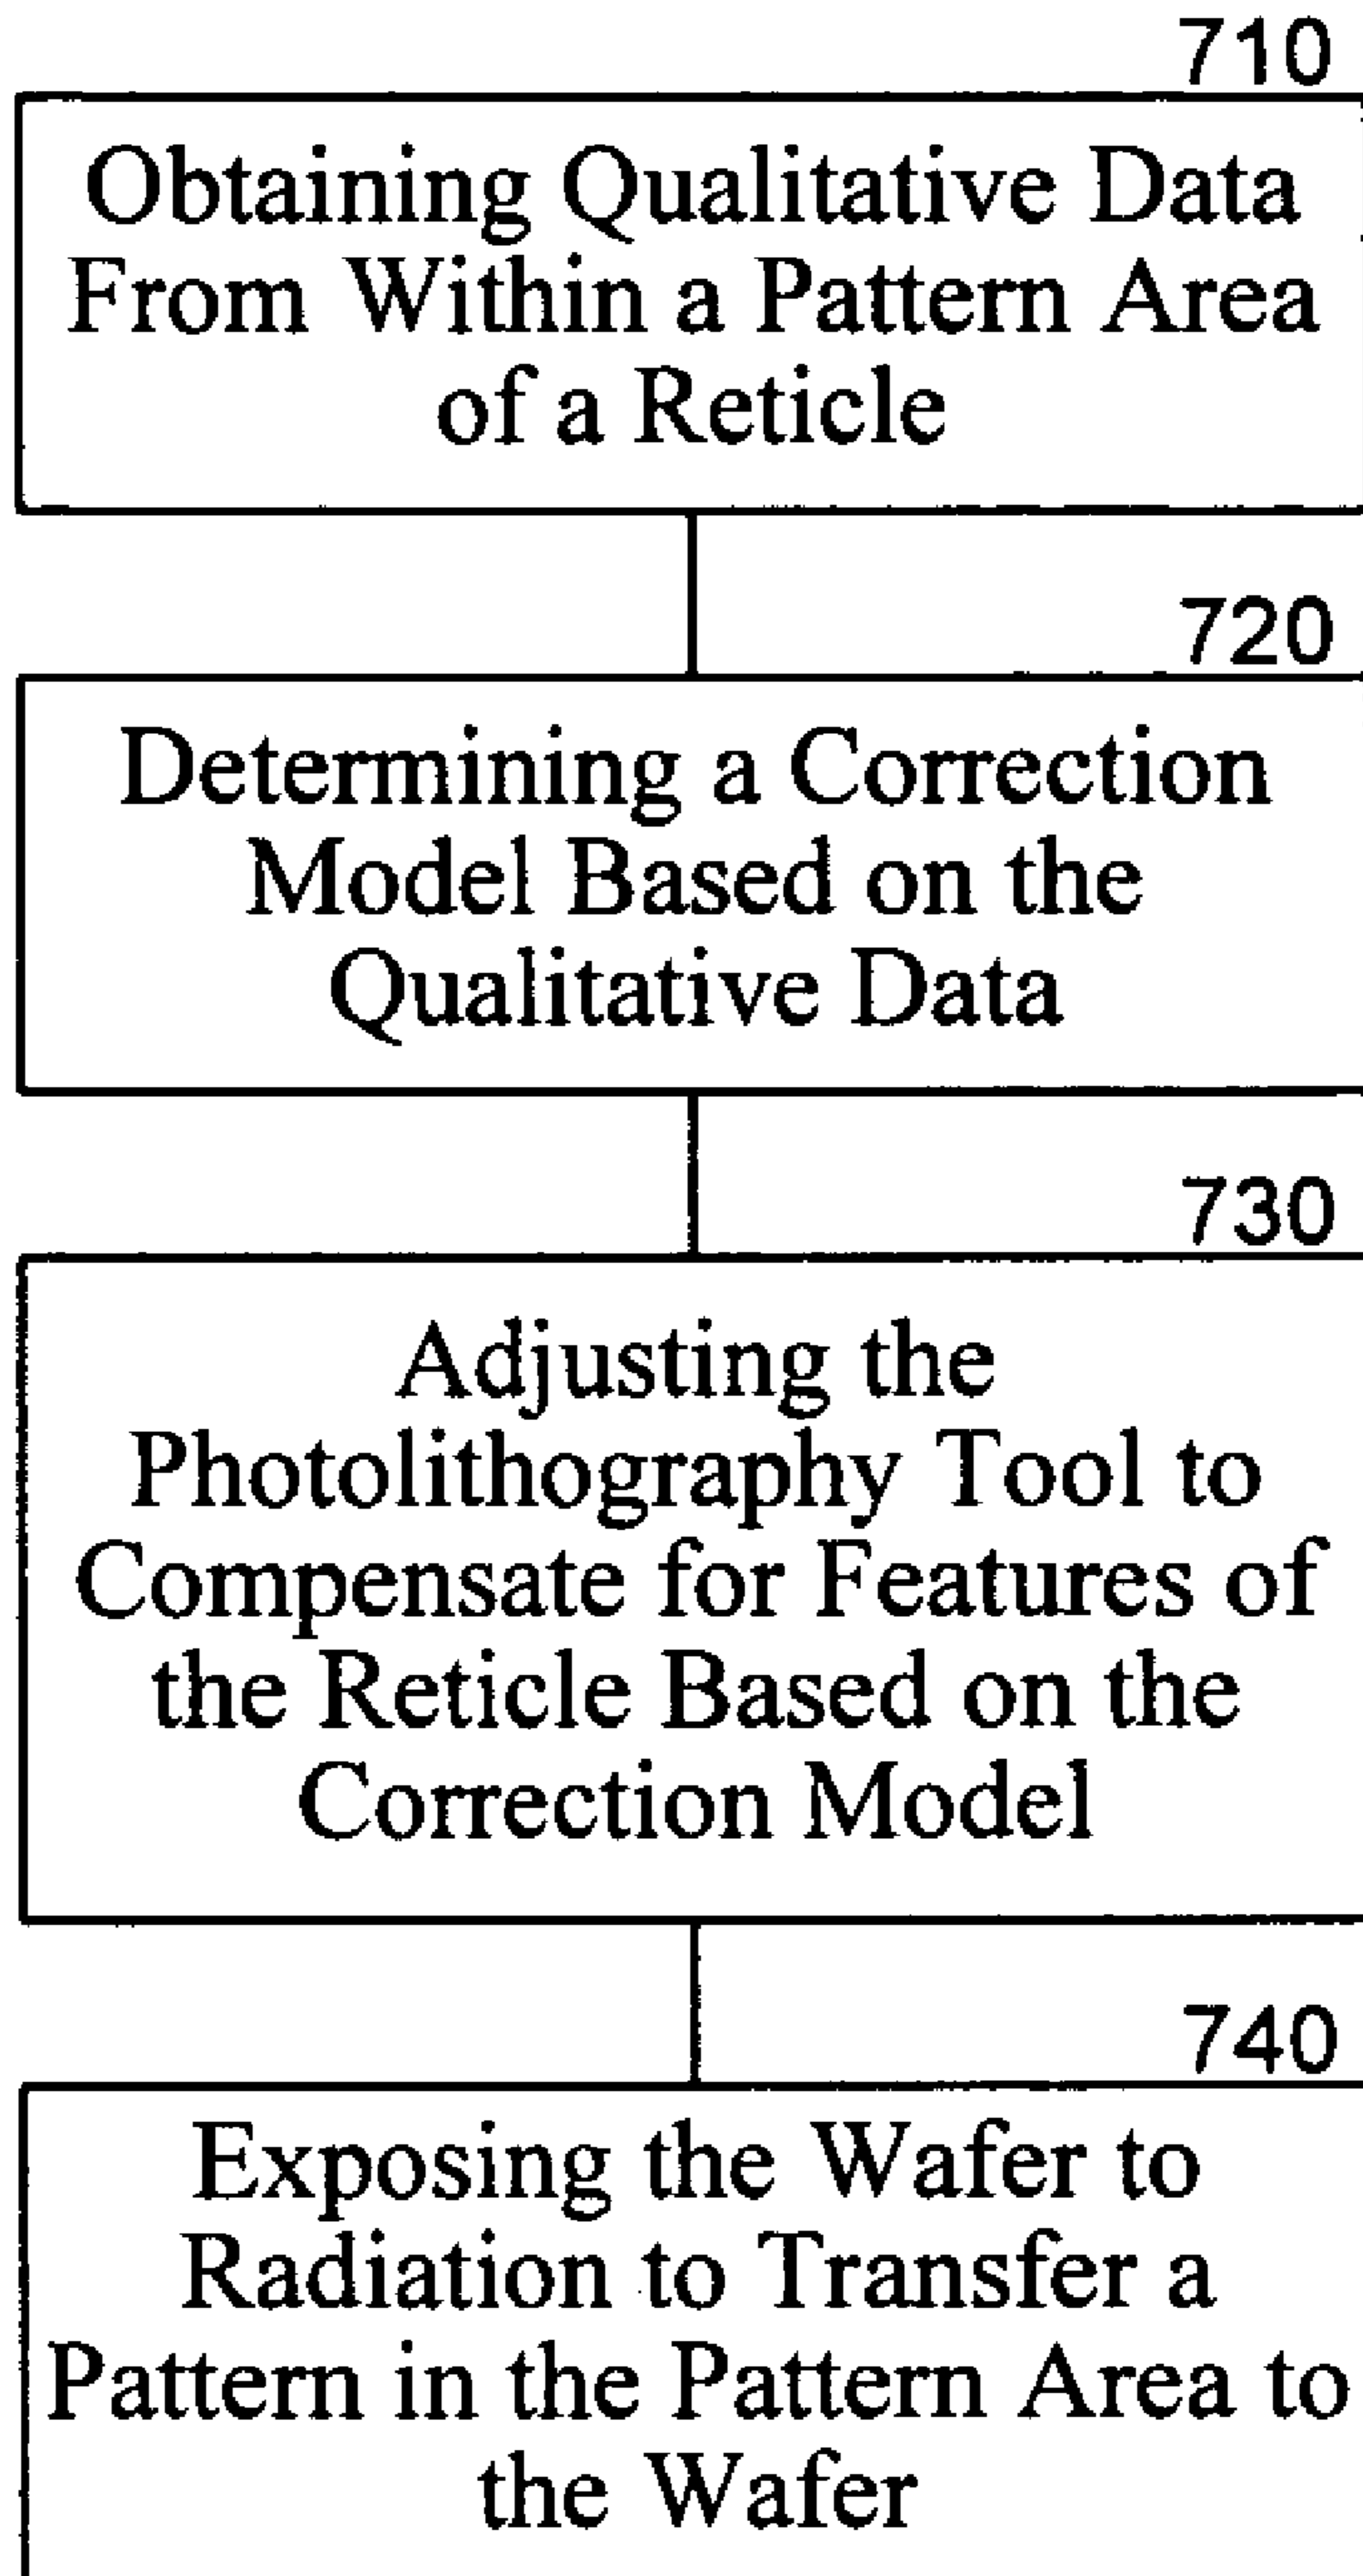 710
Obtaining Qualitative Data
From Within a Pattern Area
of a Reticle
720
Determining a Correction
Model Based on the
Qualitative Data
730
Adjusting the
Photolithography Tool to
Compensate for Features of
the Reticle Based on the
Correction Model
740
Exposing the Wafer to
Radiation to Transfer a
Pattern in the Pattern Area to
the Wafer